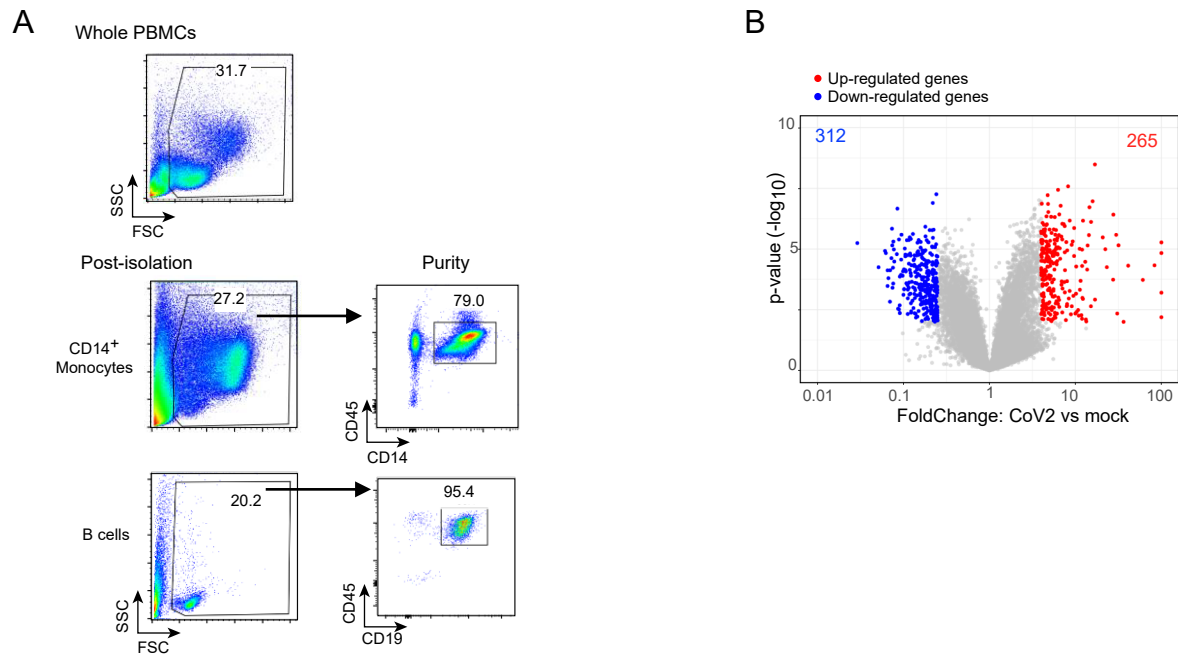 A
Whole PBMCs
31.7
SSC
FSC
Post-isolation
Purity
27.2
79.0
CD14+
Monocytes
CD45
CD14
20.2
95.4
B cells
SSC
FSC
CD45
CD19
B
Up-regulated genes
Down-regulated genes
10
312
265
p-value (-log10)
5
0
0.01
0.1
1
10
100
FoldChange: CoV2 vs mock